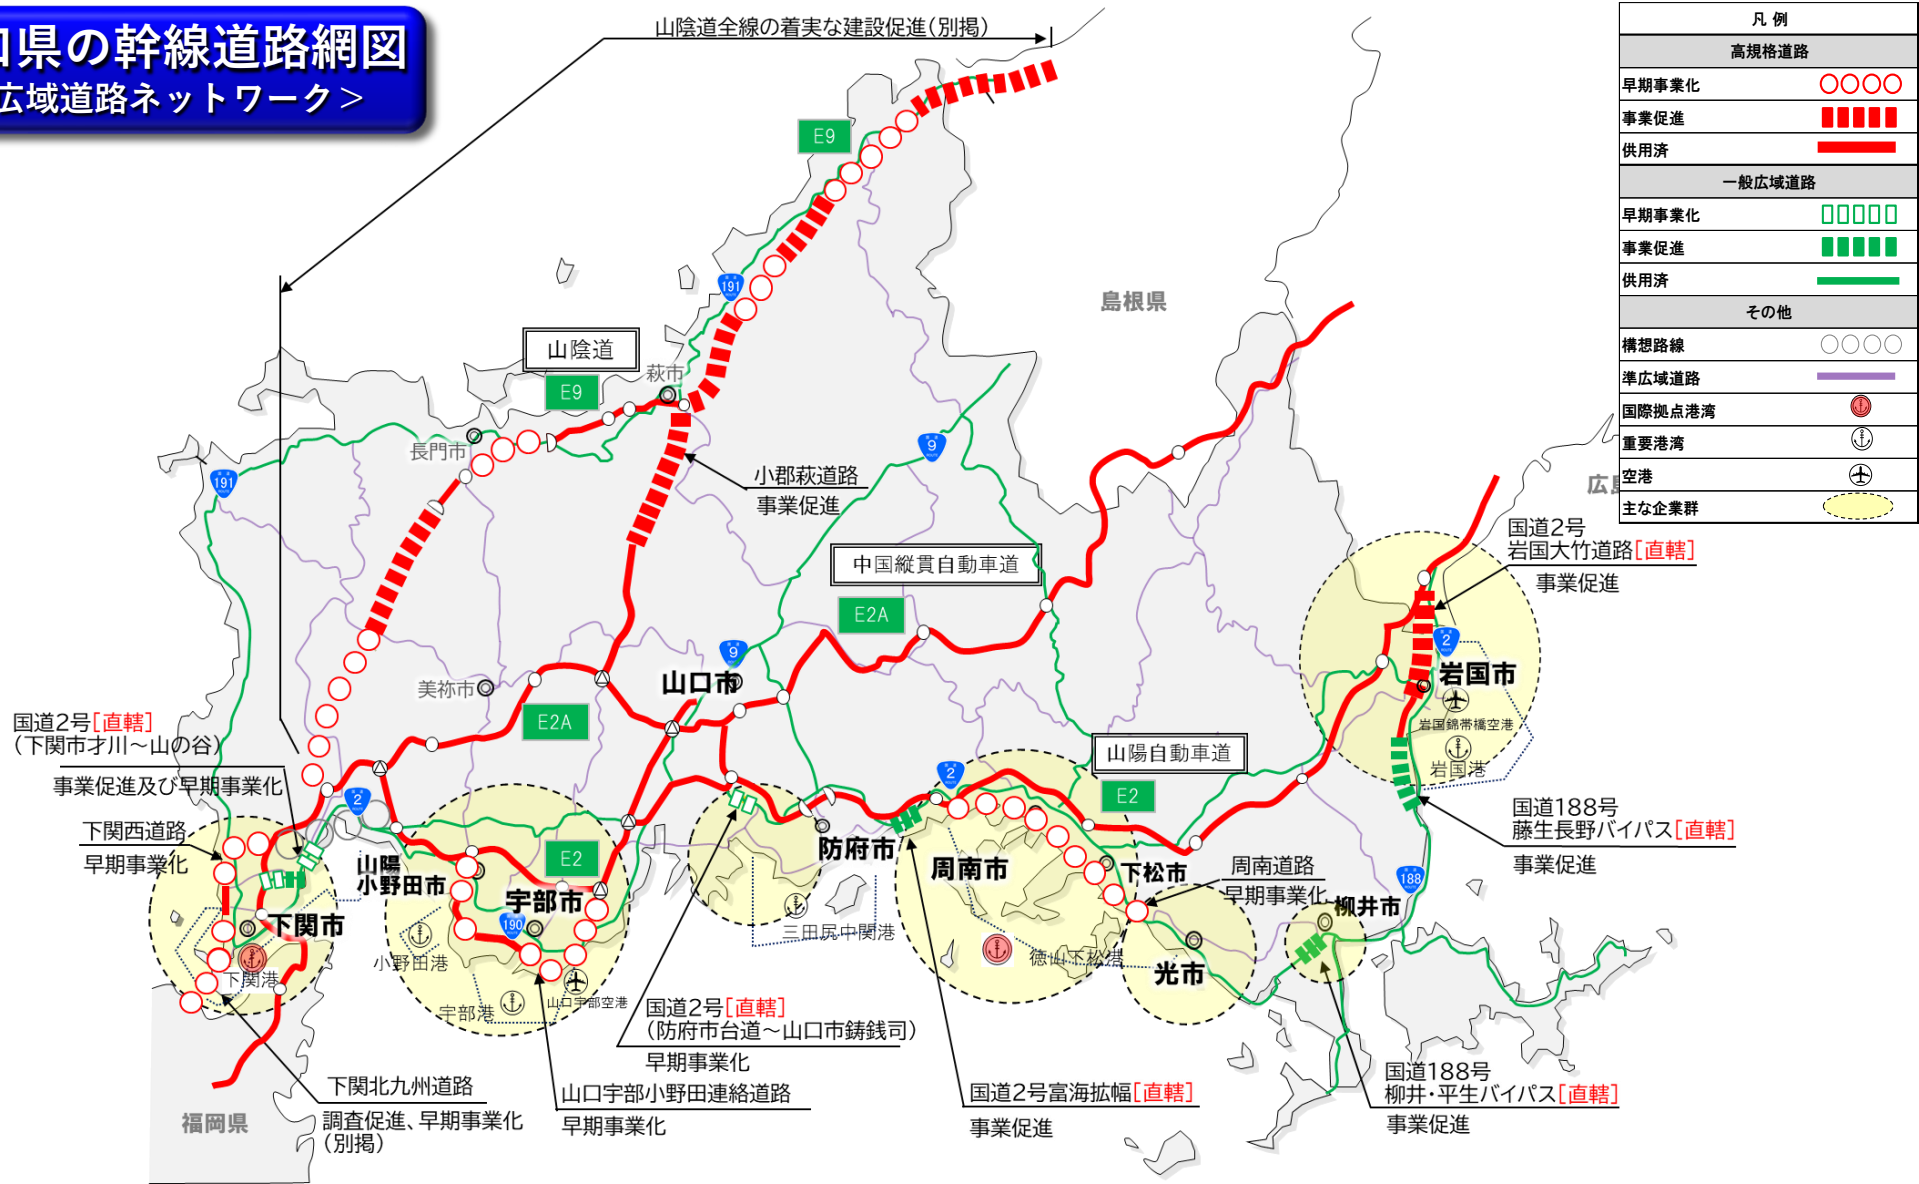 口県の幹線道路網図
広域道路ネットワーク＞
山陰道全線の着実な建設促進(別掲)
凡 例
高規格道路
早期事業化
事業促進
供用済
一般広域道路
早期事業化
事業促進
供用済
その他
構想路線
準広域道路
国際拠点港湾
重要港湾
空港
主な企業群
E9
191
島根県
山陰道
E9
萩市
長門市
191
9
小郡萩道路
事業促進
広島
国道2号
岩国大竹道路[直轄]
事業促進
中国縦貫自動車道
E2A
9
2
岩国市
岩国錦帯橋空港
岩国港
山口市
美祢市
E2A
国道2号[直轄]
(下関市才川～山の谷)
事業促進及び早期事業化
2
山陽自動車道
E2
2
国道188号
藤生長野バイパス[直轄]
事業促進
下関西道路
早期事業化
山陽
小野田市
E2
防府市
周南市
下松市
周南道路
早期事業化
188
柳井市
宇部市
190
下関市
下関港
小野田港
宇部港
山口宇部空港
三田尻中関港
徳山下松港
光市
国道2号[直轄]
(防府市台道～山口市鋳銭司)
早期事業化
下関北九州道路
調査促進、早期事業化
(別掲)
福岡県
山口宇部小野田連絡道路
早期事業化
国道2号富海拡幅[直轄]
事業促進
国道188号
柳井・平生バイパス[直轄]
事業促進